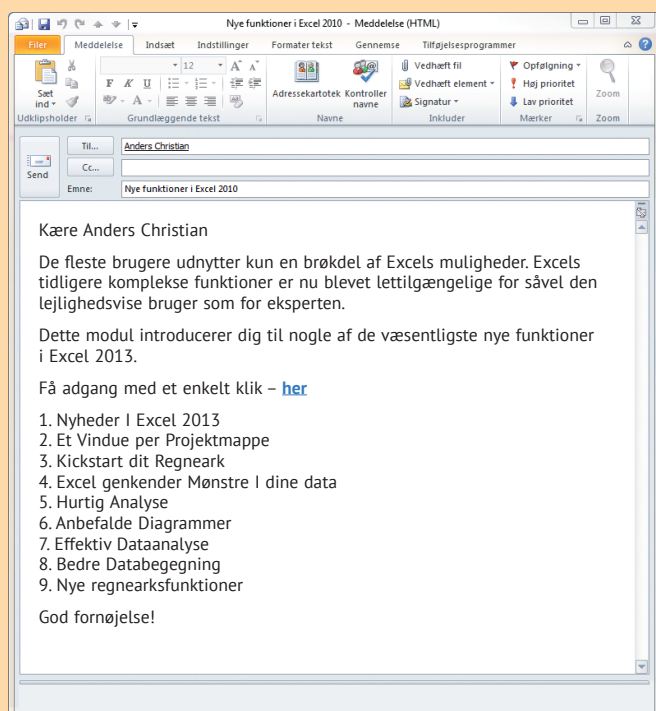 Nye funktioner i Excel 2010 - Meddelelse (HTML)
Filer Meddelelse Indsæt Indstillinger Formater tekst Gennemse Tilføjelsesprogrammer
Sæt ind
12
F K U
Adressekartotek Kontroller navne
Vedhæft fil
Vedhæft element
Signatur
Opfølgning
Høj prioritet
Lav prioritet
Zoom
Udklipsholder Grundlæggende tekst Navne Inkluder Mærker Zoom
Send
Til... Anders Christian
Cc...
Emne: Nye funktioner i Excel 2010
Kære Anders Christian
De fleste brugere udnytter kun en brøkdel af Excels muligheder. Excels
tidligere komplekse funktioner er nu blevet lettilgængelige for såvel den
lejlighedsvise bruger som for eksperten.
Dette modul introducerer dig til nogle af de væsentligste nye funktioner
i Excel 2013.
Få adgang med et enkelt klik – her
1. Nyheder I Excel 2013
2. Et Vindue per Projektmappe
3. Kickstart dit Regneark
4. Excel genkender Mønstre I dine data
5. Hurtig Analyse
6. Anbefalde Diagrammer
7. Effektiv Dataanalyse
8. Bedre Databegegning
9. Nye regnearksfunktioner
God fornøjelse!